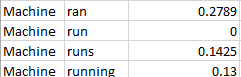 Machine ran 0.2789
Machine run 0
Machine runs 0.1425
Machine running 0.13